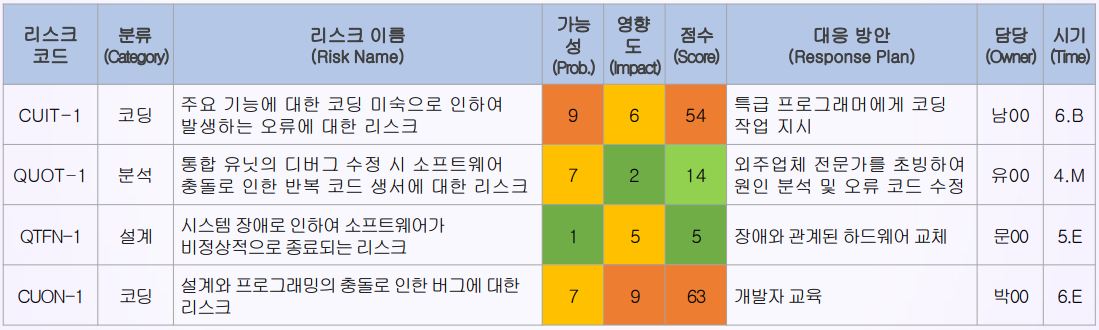 리스크 코드 분류 (Category) 리스크 이름 (Risk Name) 가능성 (Prob.) 영향도 (Impact) 점수 (Score) 대응 방안 (Response Plan) 담당 (Owner) 시기 (Time)
CUIT-1 코딩 주요 기능에 대한 코딩 미숙으로 인하여 발생하는 오류에 대한 리스크 9 6 54 특급 프로그래머에게 코딩 작업 지시 남00 6.B
QUOT-1 분석 통합 유닛의 디버그 수정 시 소프트웨어 충돌로 인한 반복 코드 생서에 대한 리스크 7 2 14 외주업체 전문가를 초빙하여 원인 분석 및 오류 코드 수정 유00 4.M
QTFN-1 설계 시스템 장애로 인하여 소프트웨어가 비정상적으로 종료되는 리스크 1 5 5 장애와 관계된 하드웨어 교체 문00 5.E
CUON-1 코딩 설계와 프로그래밍의 충돌로 인한 버그에 대한 리스크 7 9 63 개발자 교육 박00 6.E